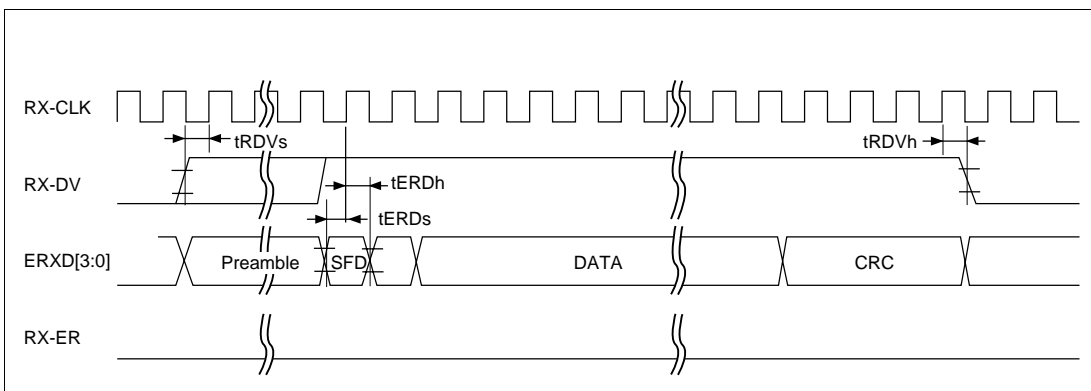 RX-CLK
tRDVs
tRDVh
RX-DV
tERDh
tERDs
ERXD[3:0]
Preamble
SFD
DATA
CRC
RX-ER